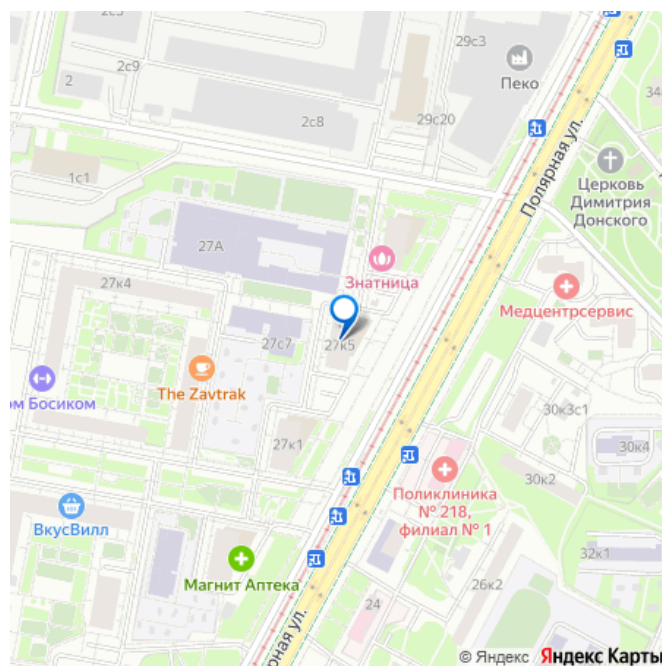 29с3
2с9
2
Пеко
2с8
29с20
34
1с1
Полярная ул.
Церковь
Димитрия
Донского
27А
Знатница
27к4
Медцентрсервис
27с7
27к5
The Zavtrak
ом Босиком
30к3с1
27к1
30к4
30к2
Поликлиника
№ 218,
филиал № 1
ВкусВилл
32к1
Магнит Аптека
26к2
24
рная ул.
© Яндекс Яндекс Карты